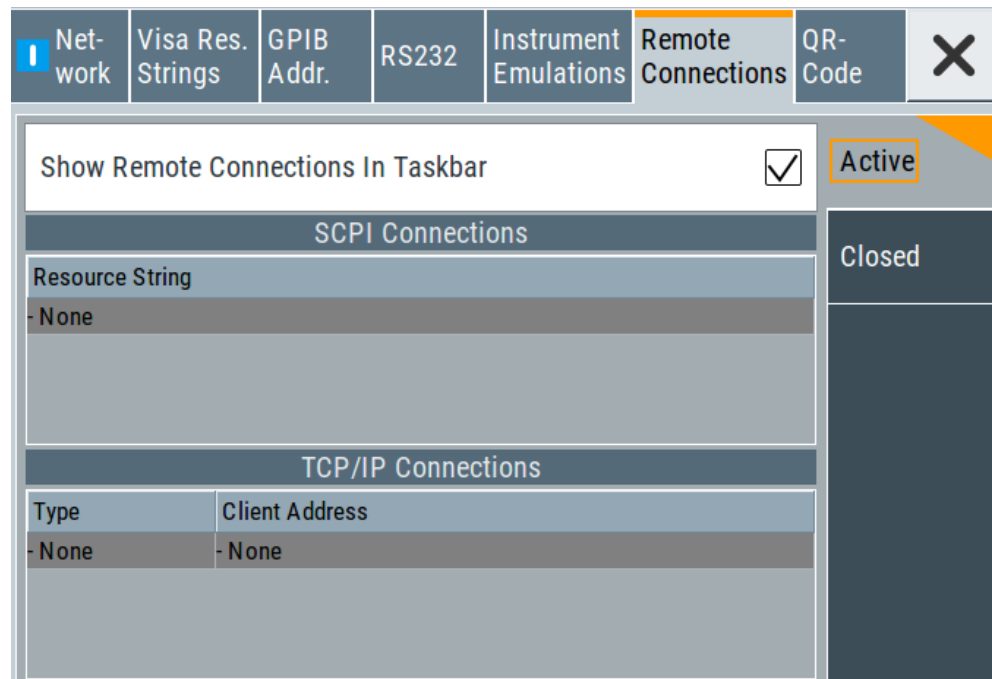 Net-
work
Visa Res.
Strings
GPIB
Addr.
RS232
Instrument
Emulations
Remote
Connections
QR-
Code
Show Remote Connections In Taskbar
Active
Closed
SCPI Connections
Resource String
- None
TCP/IP Connections
Type Client Address
- None - None